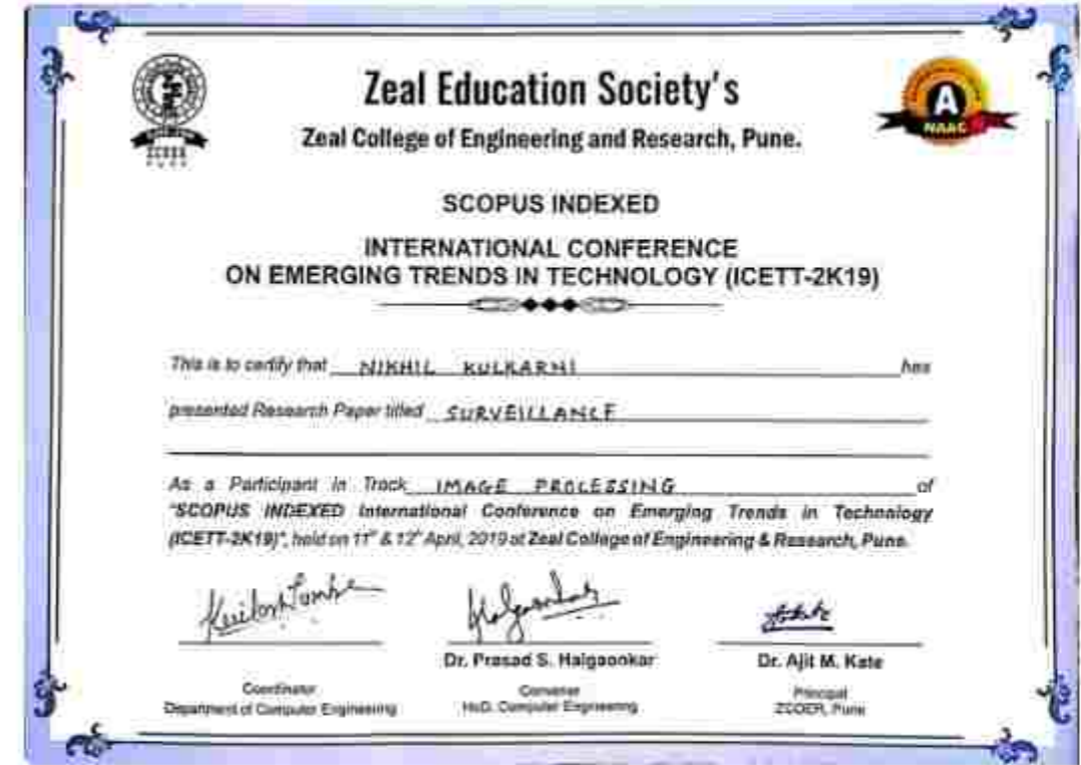 Zeal Education Society's
Zeal College of Engineering and Research, Pune.
ZCOER
PUNE
A
NAAC
SCOPUS INDEXED
INTERNATIONAL CONFERENCE
ON EMERGING TRENDS IN TECHNOLOGY (ICETT-2K19)
This is to certify that NIKHIL KULKARNI has
presented Research Paper titled SURVEILLANCE
As a Participant in Track IMAGE PROCESSING of
"SCOPUS INDEXED International Conference on Emerging Trends in Technology
(ICETT-2K19)", held on 11th & 12th April, 2019 at Zeal College of Engineering & Research, Pune.
Dr. Prasad S. Halgaonkar
Dr. Ajit M. Kate
Coordinator
Department of Computer Engineering
Convener
HoD, Computer Engineering
Principal
ZCOER, Pune